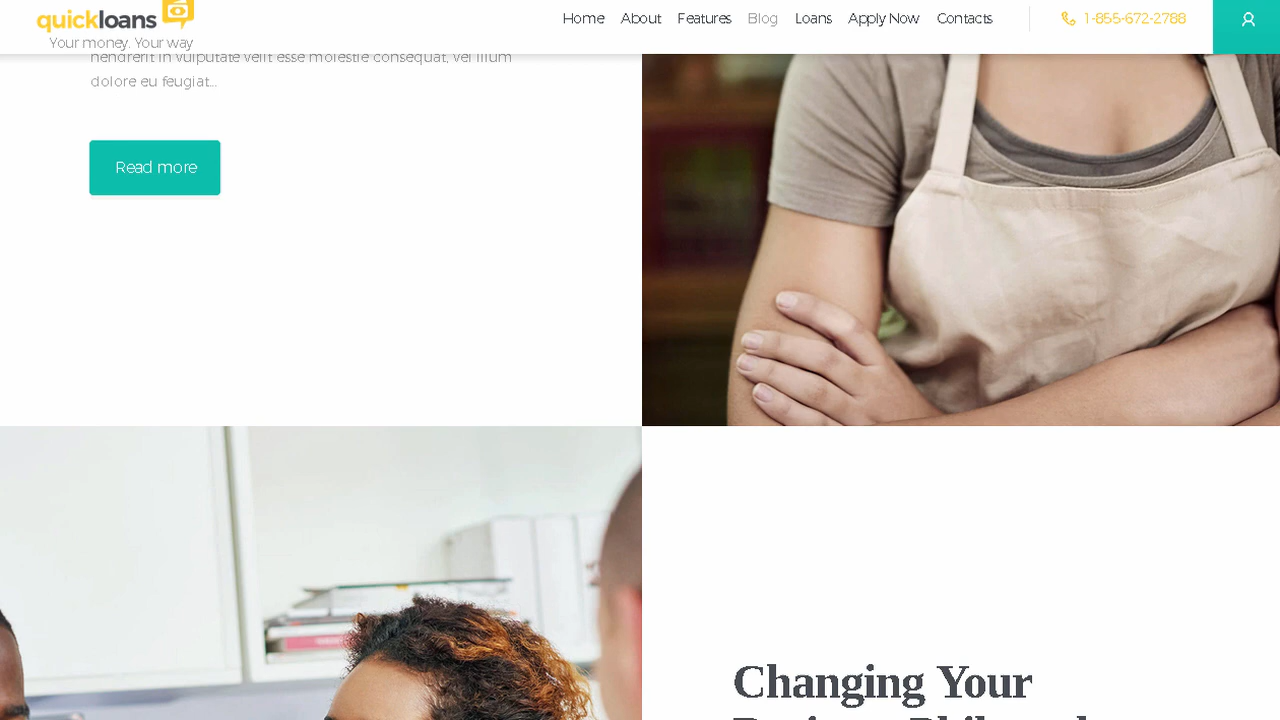 quickloans
Your money. Your way
Home About Features Blog Loans Apply Now Contacts
1-855-672-2788
hendrerit in vulputate velit esse molestie consequat, vel illum
dolore eu feugiat...
Read more
Changing Your